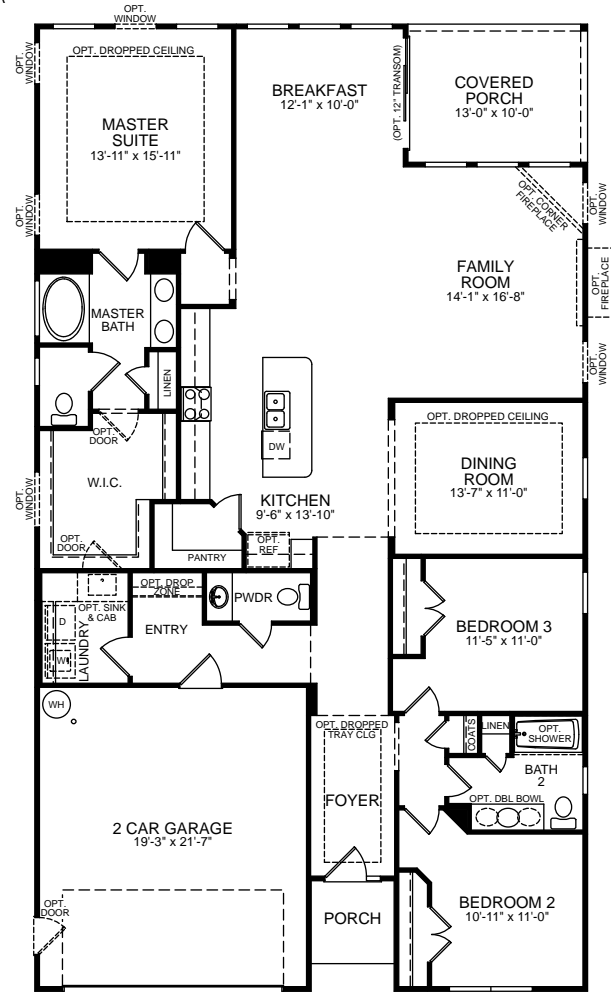 OPT.
WINDOW
OPT.
WINDOW
OPT. DROPPED CEILING
MASTER
SUITE
13'-11" x 15'-11"
BREAKFAST
12'-1" x 10'-0"
(OPT. 12" TRANSOM)
COVERED
PORCH
13'-0" x 10'-0"
OPT.
WINDOW
OPT. CORNER
FIREPLACE
OPT.
WINDOW
FAMILY
ROOM
14'-1" x 16'-8"
OPT.
FIREPLACE
OPT.
WINDOW
MASTER
BATH
LINEN
OPT.
DOOR
DW
OPT. DROPPED CEILING
DINING
ROOM
13'-7" x 11'-0"
W.I.C.
OPT.
WINDOW
KITCHEN
9'-6" x 13'-10"
OPT.
DOOR
PANTRY
OPT.
REF
OPT. SINK
& CAB
D
W
LAUNDRY
OPT. DROP
ZONE
PWDR
ENTRY
BEDROOM 3
11'-5" x 11'-0"
WH
OPT. DROPPED
TRAY CLG
COATS
LINEN
OPT.
SHOWER
BATH
2
OPT. DBL BOWL
FOYER
2 CAR GARAGE
19'-3" x 21'-7"
OPT.
DOOR
PORCH
BEDROOM 2
10'-11" x 11'-0"